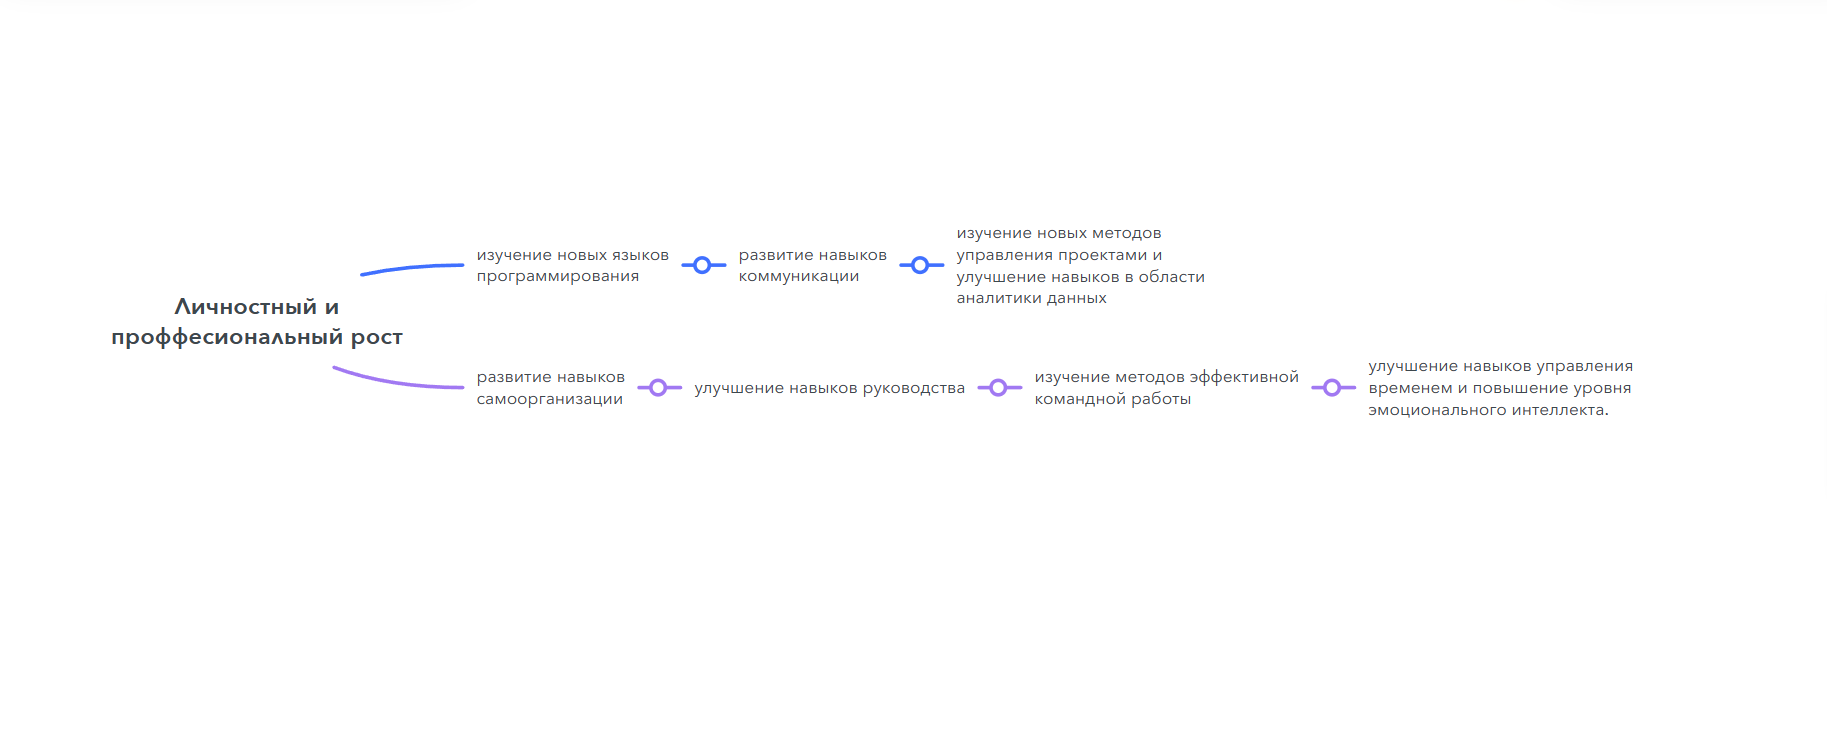 Личностный и
проффесиональный рост
изучение новых языков
программирования
развитие навыков
коммуникации
изучение новых методов
управления проектами и
улучшение навыков в области
аналитики данных
развитие навыков
самоорганизации
улучшение навыков руководства
изучение методов эффективной
командной работы
улучшение навыков управления
временем и повышение уровня
эмоционального интеллекта.